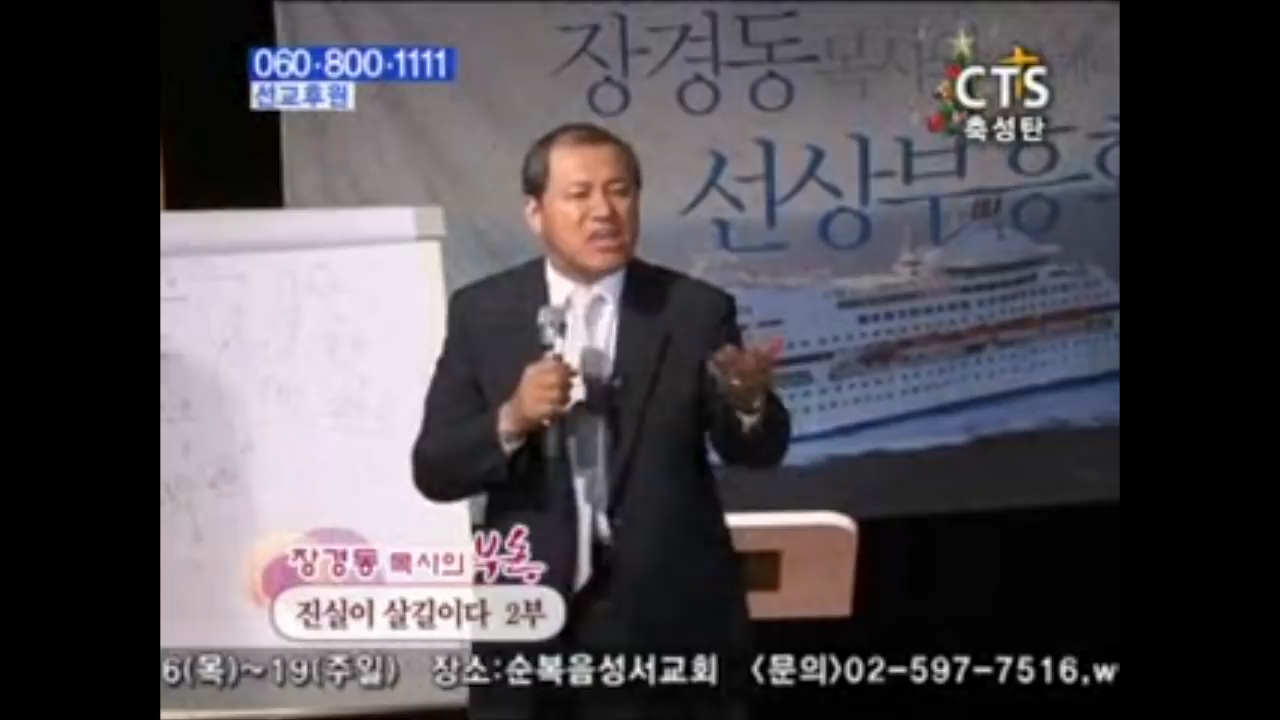 060·800·1111
선교후원
CTS
축성탄
장경동 목사
선상부흥
장경동 목사의 부흥
진실이 살길이다 2부
6(목)~19(주일) 장소:순복음성서교회 <문의>02-597-7516,w